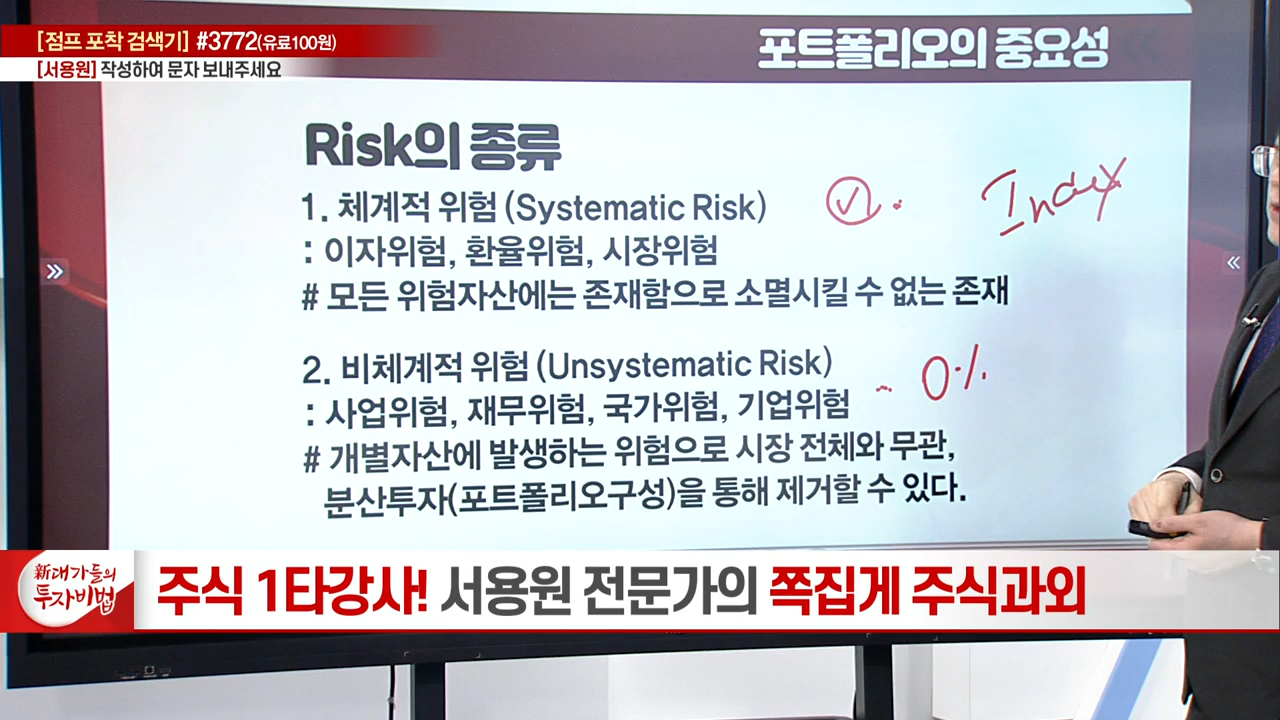 [점프 포착 검색기] #3772(유료100원)
[서용원] 작성하여 문자 보내주세요
포트폴리오의 중요성
Risk의 종류
1. 체계적 위험 (Systematic Risk)
Index
: 이자위험, 환율위험, 시장위험
# 모든 위험자산에는 존재함으로 소멸시킬 수 없는 존재
2. 비체계적 위험 (Unsystematic Risk)
: 사업위험, 재무위험, 국가위험, 기업위험
~ 0%
# 개별자산에 발생하는 위험으로 시장 전체와 무관,
분산투자(포트폴리오구성)을 통해 제거할 수 있다.
新대가들의
투자비법
주식 1타강사! 서용원 전문가의 쪽집게 주식과외